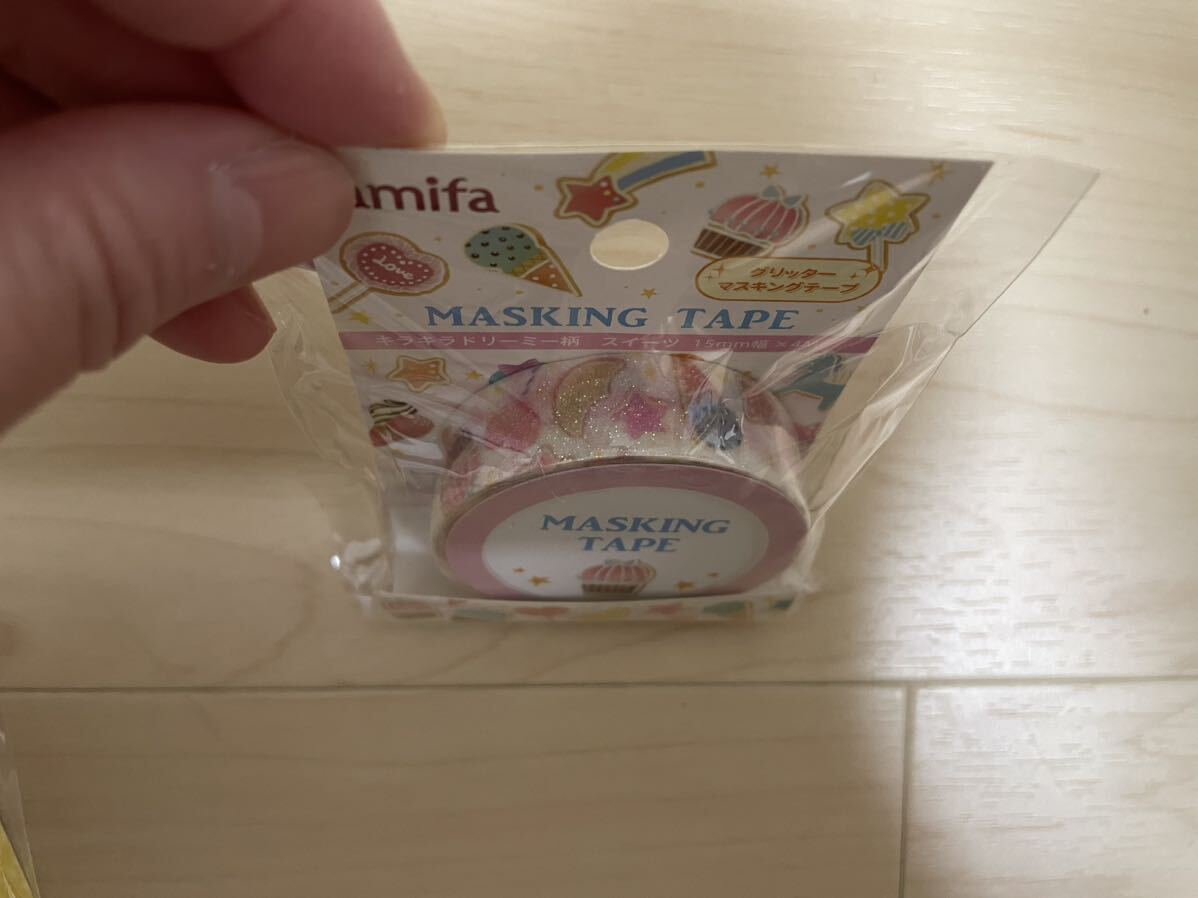 amifa
Love
グリッター
マスキングテープ
MASKING TAPE
キラキラドリーミー柄 スイーツ 15mm幅×4M
MASKING
TAPE